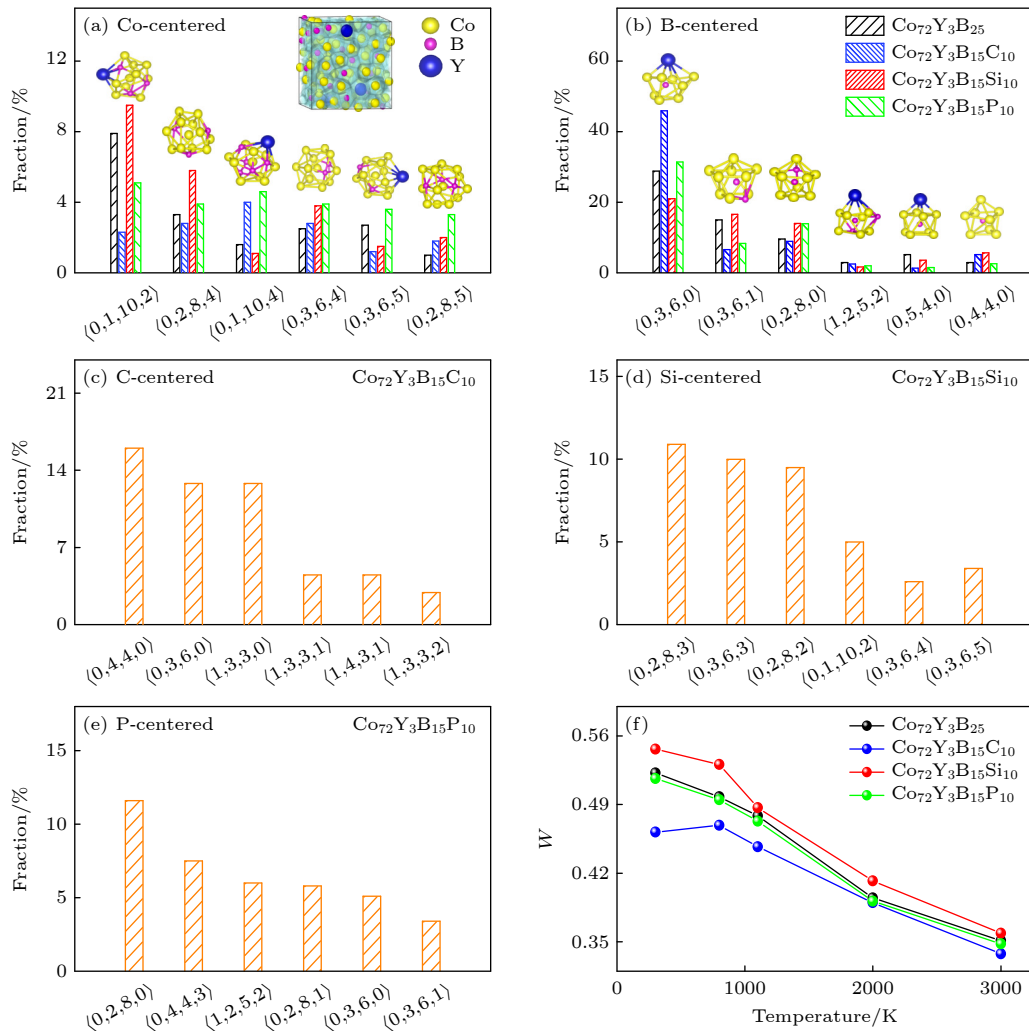 (a) Co-centered
Co
B
Y
Fraction/%
12
8
4
0
⟨0,1,10,2⟩
⟨0,2,8,4⟩
⟨0,1,10,4⟩
⟨0,3,6,4⟩
⟨0,3,6,5⟩
⟨0,2,8,5⟩
(b) B-centered
Co72Y3B25
Co72Y3B15C10
Co72Y3B15Si10
Co72Y3B15P10
Fraction/%
60
40
20
0
⟨0,3,6,0⟩
⟨0,3,6,1⟩
⟨0,2,8,0⟩
⟨1,2,5,2⟩
⟨0,5,4,0⟩
⟨0,4,4,0⟩
(c) C-centered
Co72Y3B15C10
Fraction/%
21
14
7
0
⟨0,4,4,0⟩
⟨0,3,6,0⟩
⟨1,3,3,0⟩
⟨1,3,3,1⟩
⟨1,4,3,1⟩
⟨1,3,3,2⟩
(d) Si-centered
Co72Y3B15Si10
Fraction/%
15
10
5
0
⟨0,2,8,3⟩
⟨0,3,6,3⟩
⟨0,2,8,2⟩
⟨0,1,10,2⟩
⟨0,3,6,4⟩
⟨0,3,6,5⟩
(e) P-centered
Co72Y3B15P10
Fraction/%
15
10
5
0
⟨0,2,8,0⟩
⟨0,4,4,3⟩
⟨1,2,5,2⟩
⟨0,2,8,1⟩
⟨0,3,6,0⟩
⟨0,3,6,1⟩
(f)
Co72Y3B25
Co72Y3B15C10
Co72Y3B15Si10
Co72Y3B15P10
W
0.56
0.49
0.42
0.35
0
1000
2000
3000
Temperature/K